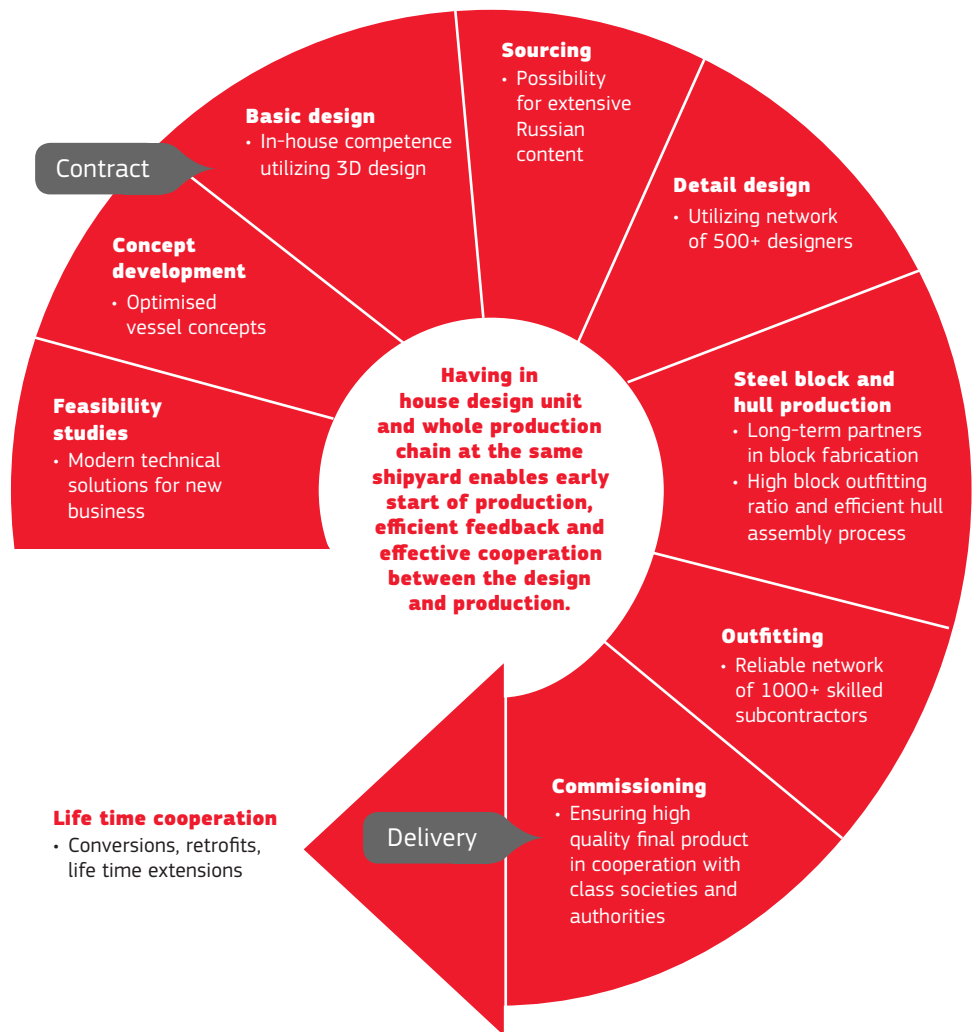 Feasibility
studies
• Modern technical
solutions for new
business
Concept
development
• Optimised
vessel concepts
Contract
Basic design
• In-house competence
utilizing 3D design
Sourcing
• Possibility
for extensive
Russian
content
Detail design
• Utilizing network
of 500+ designers
Steel block and
hull production
• Long-term partners
in block fabrication
• High block outfitting
ratio and efficient hull
assembly process
Outfitting
• Reliable network
of 1000+ skilled
subcontractors
Commissioning
• Ensuring high
quality final product
in cooperation with
class societies and
authorities
Delivery
Life time cooperation
• Conversions, retrofits,
life time extensions
Having in
house design unit
and whole production
chain at the same
shipyard enables early
start of production,
efficient feedback and
effective cooperation
between the design
and production.